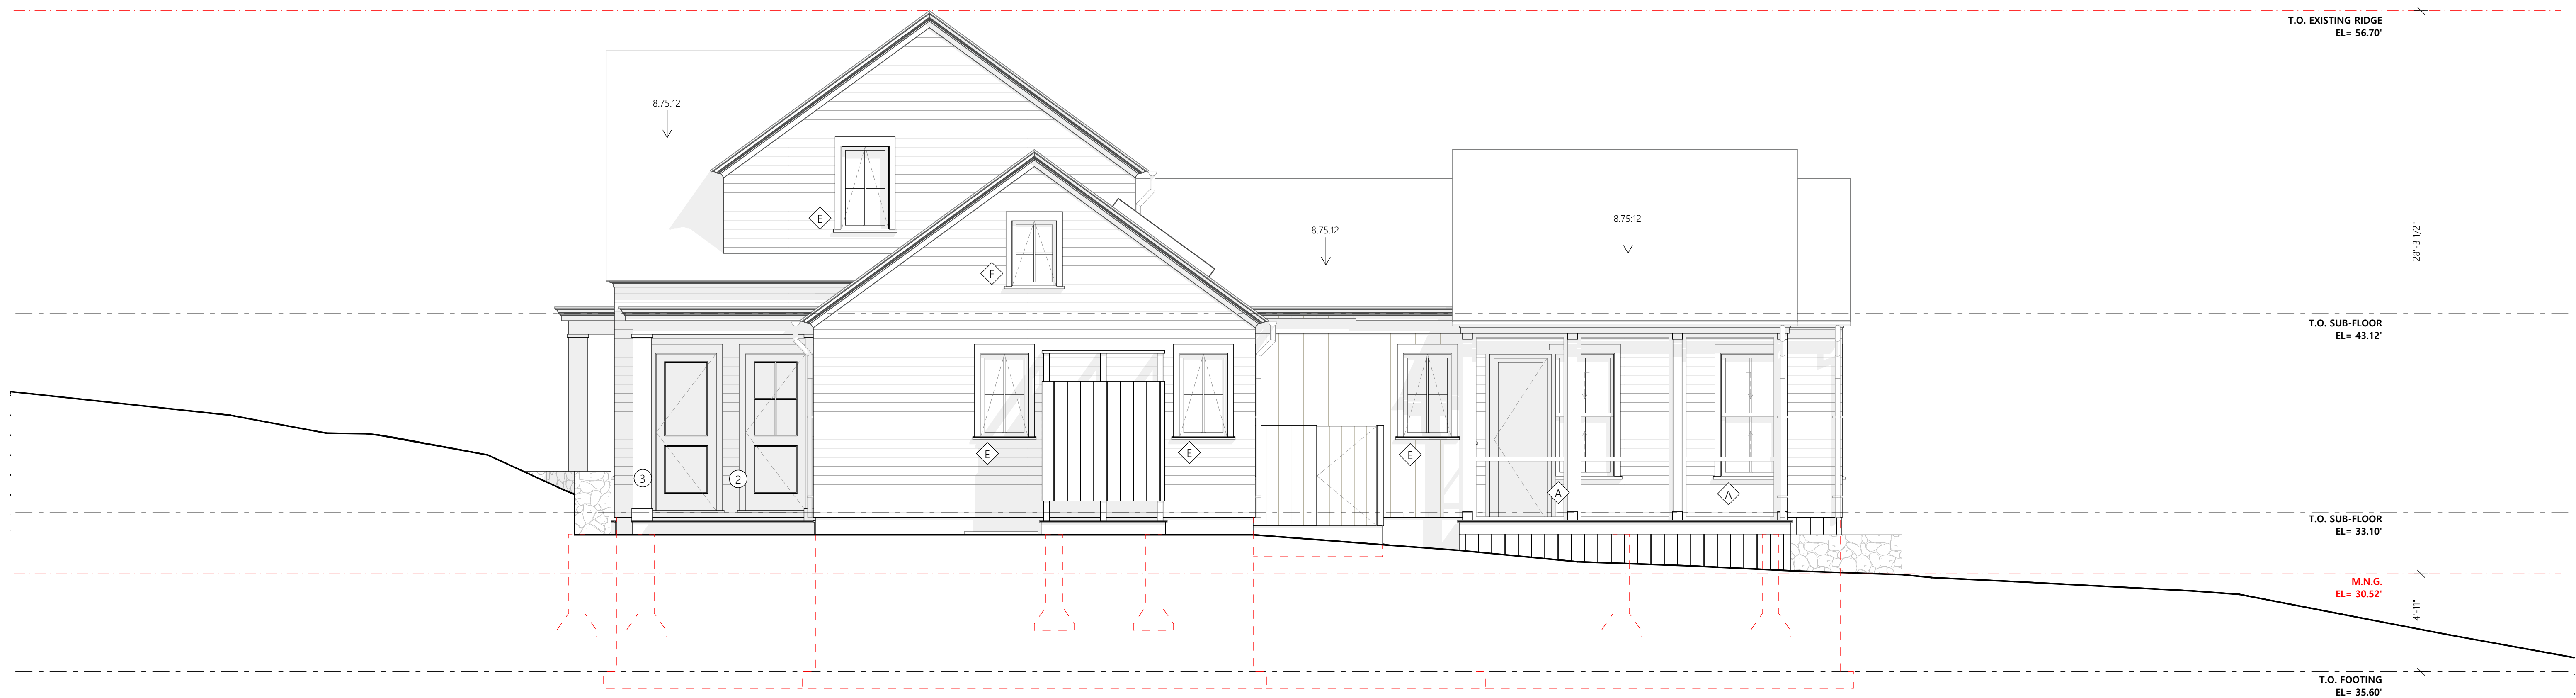 T.O. EXISTING RIDGE
EL= 56.70'
8.75:12
8.75:12
8.75:12
28'-3 1/2"
E
F
T.O. SUB-FLOOR
EL= 43.12'
E
E
E
3
2
A
A
T.O. SUB-FLOOR
EL= 33.10'
M.N.G.
EL= 30.52'
4'-11"
T.O. FOOTING
EL= 35.60'